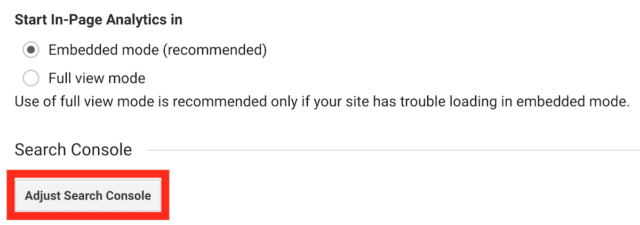 Start In-Page Analytics in
Embedded mode (recommended)
Full view mode
Use of full view mode is recommended only if your site has trouble loading in embedded mode.
Search Console
Adjust Search Console